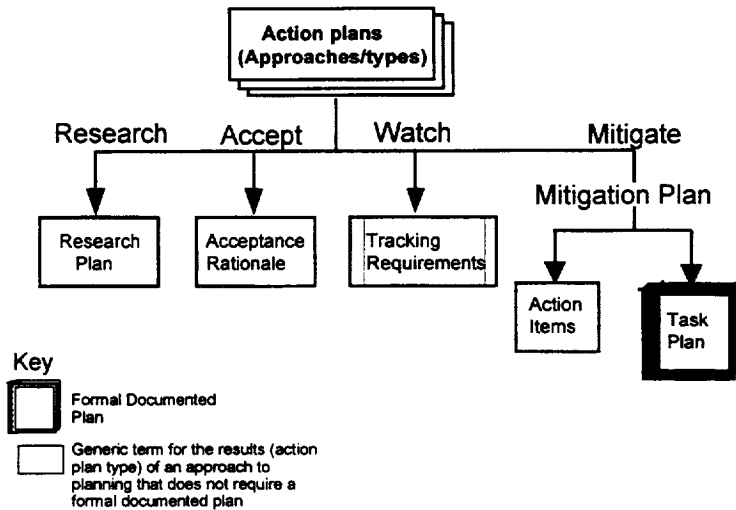 Action plans
(Approaches/types)
Research
Accept
Watch
Mitigate
Mitigation Plan
Research
Plan
Acceptance
Rationale
Tracking
Requirements
Action
Items
Task
Plan
Key
Formal Documented
Plan
Generic term for the results (action
plan type) of an approach to
planning that does not require a
formal documented plan